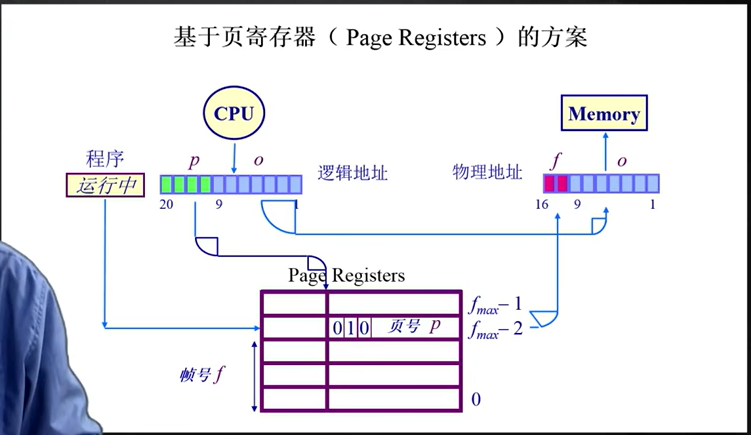 基于页寄存器（ Page Registers ）的方案
CPU
Memory
程序
p o
逻辑地址
物理地址
f o
运行中
20 9 1
16 9 1
Page Registers
f max – 1
0 1 0 页号 p
f max – 2
帧号 f
0